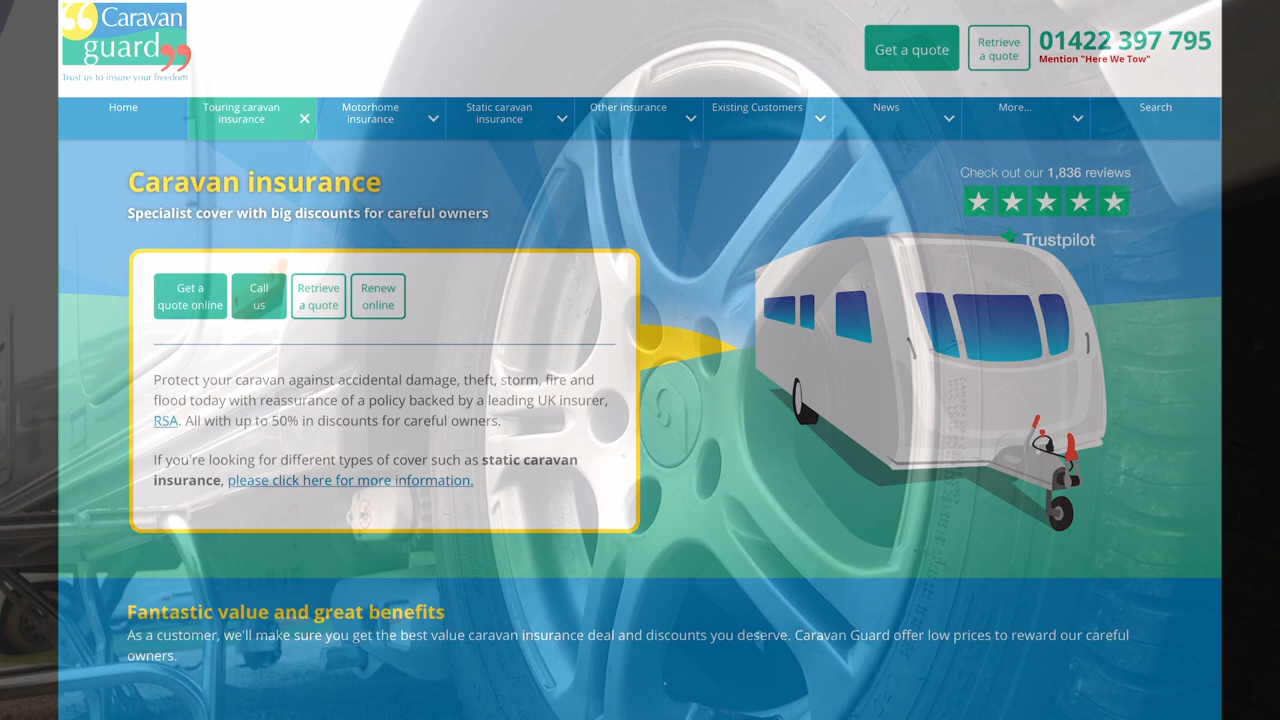 Caravan
guard
Trust us to insure your freedom
Get a quote
Retrieve
a quote
01422 397 795
Mention "Here We Tow"
Home
Touring caravan
insurance
Motorhome
insurance
Static caravan
insurance
Other insurance
Existing Customers
News
More...
Search
Caravan insurance
Specialist cover with big discounts for careful owners
Check out our 1,836 reviews
Trustpilot
Get a
quote online
Call
us
Retrieve
a quote
Renew
online
Protect your caravan against accidental damage, theft, storm, fire and
flood today with reassurance of a policy backed by a leading UK insurer,
RSA. All with up to 50% in discounts for careful owners.
If you're looking for different types of cover such as static caravan
insurance, please click here for more information.
Fantastic value and great benefits
As a customer, we'll make sure you get the best value caravan insurance deal and discounts you deserve. Caravan Guard offer low prices to reward our careful
owners.